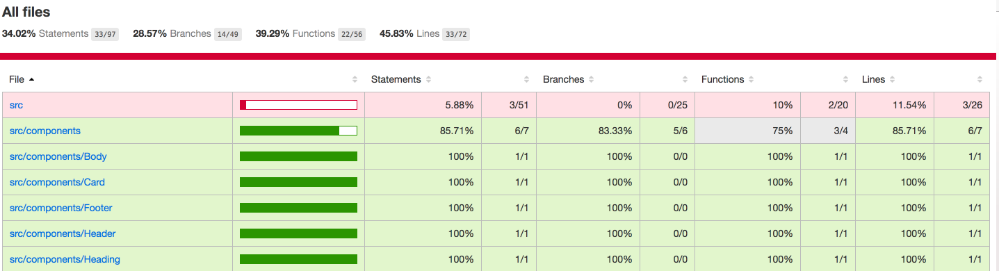 All files
34.02% Statements 33/97 28.57% Branches 14/49 39.29% Functions 22/56 45.83% Lines 33/72
File Statements Branches Functions Lines
src 5.88% 3/51 0% 0/25 10% 2/20 11.54% 3/26
src/components 85.71% 6/7 83.33% 5/6 75% 3/4 85.71% 6/7
src/components/Body 100% 1/1 100% 0/0 100% 1/1 100% 1/1
src/components/Card 100% 1/1 100% 0/0 100% 1/1 100% 1/1
src/components/Footer 100% 1/1 100% 0/0 100% 1/1 100% 1/1
src/components/Header 100% 1/1 100% 0/0 100% 1/1 100% 1/1
src/components/Heading 100% 1/1 100% 0/0 100% 1/1 100% 1/1